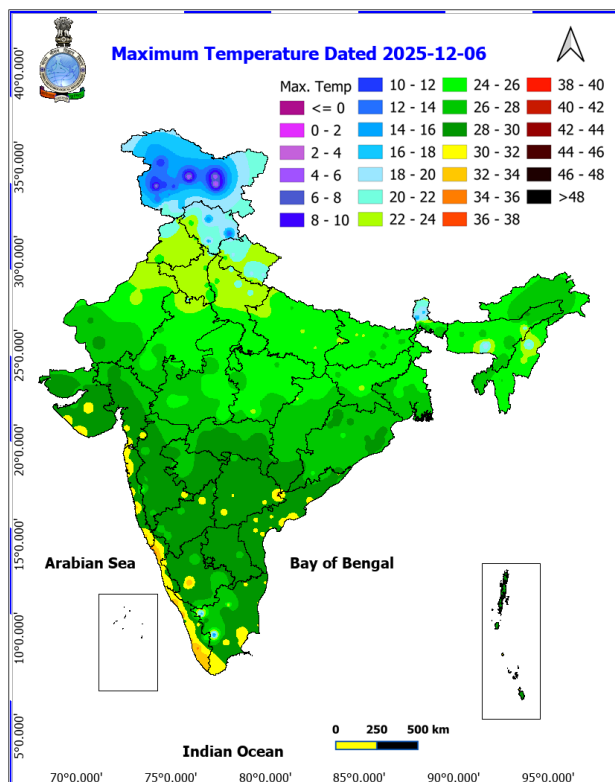 Maximum Temperature Dated 2025-12-06
Max. Temp
<= 0
0 - 2
2 - 4
4 - 6
6 - 8
8 - 10
10 - 12
12 - 14
14 - 16
16 - 18
18 - 20
20 - 22
22 - 24
24 - 26
26 - 28
28 - 30
30 - 32
32 - 34
34 - 36
36 - 38
38 - 40
40 - 42
42 - 44
44 - 46
46 - 48
>48
40°0.000'
35°0.000'
30°0.000'
25°0.000'
20°0.000'
15°0.000'
10°0.000'
5°0.000'
Arabian Sea
Bay of Bengal
0 250 500 km
Indian Ocean
70°0.000' 75°0.000' 80°0.000' 85°0.000' 90°0.000' 95°0.000'